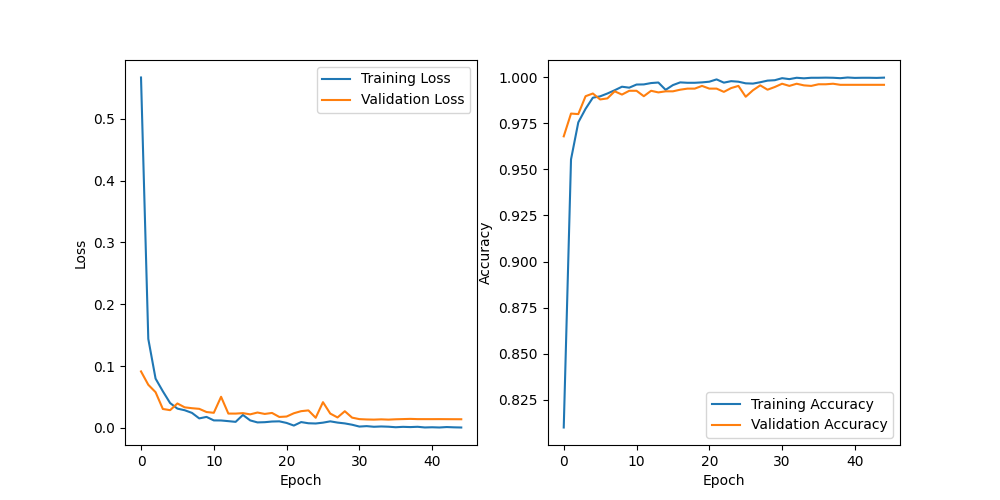 Training Loss
Validation Loss
0.5
0.4
0.3
0.2
0.1
0.0
Loss
0 10 20 30 40
Epoch
1.000
0.975
0.950
0.925
0.900
0.875
0.850
0.825
Accuracy
Training Accuracy
Validation Accuracy
0 10 20 30 40
Epoch